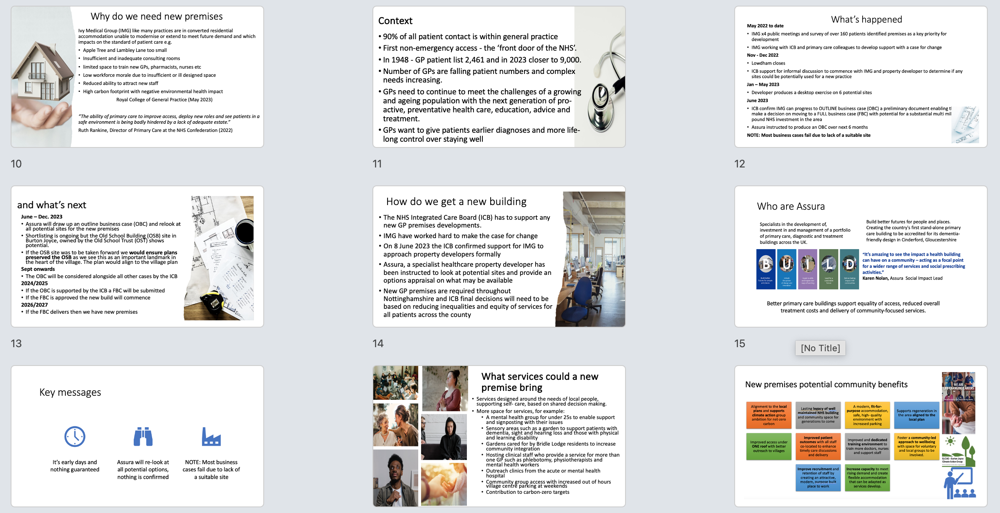 Why do we need new premises
Ivy Medical Group (IMG) like many practices are in converted residential
accommodation unable to modernise or extend to meet future demand and which
impacts on the standard of patient care e.g.
• Apple Tree and Lambley Lane too small
• Insufficient and inadequate consulting rooms
• limited space to train new GPs, pharmacists, nurses etc
• Low workforce morale due to insufficient or ill designed space
• Reduced ability to attract new staff
• High carbon footprint with negative environmental health impact
Royal College of General Practice (May 2023)
"The ability of primary care to improve access, deploy new roles and see patients in a
safe environment is being badly hindered by a lack of adequate estate."
Ruth Rankine, Director of Primary Care at the NHS Confederation (2022)
10
Context
• 90% of all patient contact is within general practice
• First non-emergency access - the ‘front door of the NHS’.
• In 1948 - GP patient list 2,461 and in 2023 closer to 9,000.
• Number of GPs are falling patient numbers and complex
needs increasing.
• GPs need to continue to meet the challenges of a growing
and ageing population with the next generation of pro-
active, preventative health care, education, advice and
treatment.
• GPs want to give patients earlier diagnoses and more life-
long control over staying well
11
What’s happened
May 2022 to date
• IMG x4 public meetings and survey of over 160 patients identified premises as a key priority for
development
• IMG working with ICB and primary care colleagues to develop support with a case for change
Nov - Dec 2022
• Lowdham closes
• ICB support for informal discussion to commence with IMG and property developer to determine if any
sites could be potentially used for a new practice
Jan – May 2023
• Developer produces a desktop exercise on 6 potential sites
June 2023
• ICB confirm IMG can progress to OUTLINE business case (OBC) a preliminary document enabling
make a decision on moving to a FULL business case (FBC) with potential for a substantial multi mil
pound NHS investment in the area
• Assura instructed to produce an OBC over next 6 months
NOTE: Most business cases fail due to lack of a suitable site
12
and what’s next
June – Dec. 2023
• Assura will draw up an outline business case (OBC) and relook at
all potential sites for the new premises
• Shortlisting is ongoing but the Old School Building (OSB) site in
Burton Joyce, owned by the Old School Trust (OST) shows
potential.
• If the OSB site was to be taken forward we would ensure plans
preserved the OSB as we see this as an important landmark in
the heart of the village. The plan would align to the village plan
Sept onwards
• The OBC will be considered alongside all other cases by the ICB
2024/2025
• If the OBC is supported by the ICB a FBC will be submitted
• If the FBC is approved the new build will commence
2026/2027
• If the FBC delivers then we have new premises
13
How do we get a new building
• The NHS Integrated Care Board (ICB) has to support any
new GP premises developments.
• IMG have worked hard to make the case for change
• On 8 June 2023 the ICB confirmed support for IMG to
approach property developers formally
• Assura, a specialist healthcare property developer has
been instructed to look at potential sites and provide an
options appraisal on what may be available
• New GP premises are required throughout
Nottinghamshire and ICB final decisions will need to be
based on reducing inequalities and equity of services for
all patients across the county
14
Who are Assura
Specialists in the development of,
investment in and management of a portfolio
of primary care, diagnostic and treatment
buildings across the UK.
Build better futures for people and places.
Creating the country's first stand-alone primary
care building to be accredited for its dementia-
friendly design in Cinderford, Gloucestershire
B U I L D
Build better
futures for people
and places
Unlock
the power
of design and
innovation
Invest in skills
and inspire new
ways of working
Lead for a
sustainable
future
Deliver lasting
impact with
communities
“It’s amazing to see the impact a health building
can have on a community – acting as a focal point
for a wider range of services and social prescribing
activities.”
Karen Nolan, Assura Social Impact Lead
Better primary care buildings support equality of access, reduced overall
treatment costs and delivery of community-focused services.
15
[No Title]
Key messages
It’s early days and
nothing guaranteed
Assura will re-look at
all potential options,
nothing is confirmed
NOTE: Most business
cases fail due to lack of
a suitable site
What services could a new
premise bring
• Services designed around the needs of local people,
supporting self- care, based on shared decision making.
• More space for services, for example:
• A mental health group for under 25s to enable support
and signposting with their issues
• Sensory areas such as a garden to support patients with
dementia, sight and hearing loss and those with physical
and learning disability
• Gardens cared for by Bridle Lodge residents to increase
community integration
• Hosting clinical staff who provide a service for more than
one GP such as phlebotomy, physiotherapists and
mental health workers
• Outreach clinics from the acute or mental health
hospital
• Community group access with increased out of hours
village centre parking at weekends
• Contribution to carbon-zero targets
New premises potential community benefits
Alignment to the local
plans and supports
climate action group
ambition for net-zero
carbon
Lasting legacy of well
maintained NHS building
and community space for
generations to come
A modern, fit-for-
purpose accommodation,
safe, high- quality
environment with
increased parking
Supports regeneration in
the area aligned to the
local plan
Improved access under
ONE roof with better
outreach to villages
Improved patient
outcomes with all staff
co-located to enhance
timely care discussions
and delivery
Improved and dedicated
training environment to
train more doctors, nurses
and support staff
Foster a community-led
approach to wellbeing
with space for voluntary
and local groups to be
involved.
Improve recruitment and
retention of staff by
creating an attractive,
modern, purpose built
place to work
Increase capacity to meet
rising demand and create
flexible accommodation
that can be adapted as
services develop.
WE ARE
LIFE-CHANGING CAREERS
BJCAG - Burton Joyce
Climate Action Group